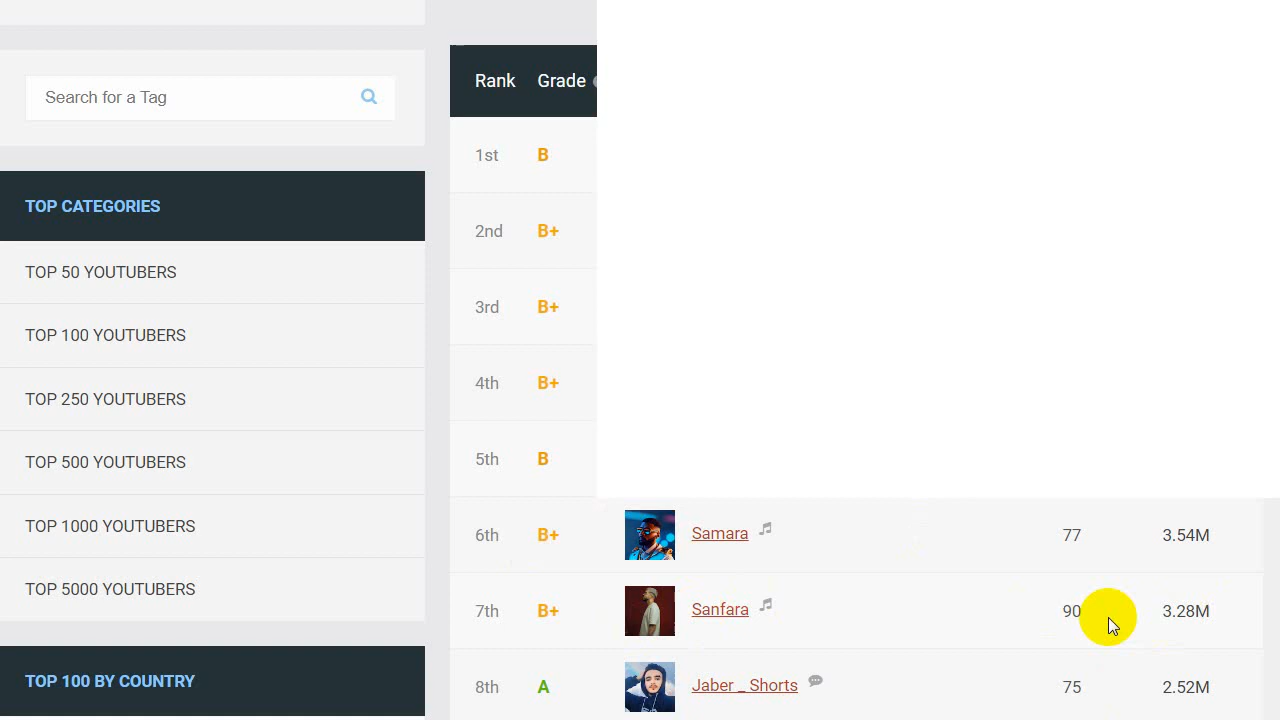 Search for a Tag
TOP CATEGORIES
TOP 50 YOUTUBERS
TOP 100 YOUTUBERS
TOP 250 YOUTUBERS
TOP 500 YOUTUBERS
TOP 1000 YOUTUBERS
TOP 5000 YOUTUBERS
TOP 100 BY COUNTRY
Rank Grade
1st B
2nd B+
3rd B+
4th B+
5th B
6th B+ Samara 77 3.54M
7th B+ Sanfara 90 3.28M
8th A Jaber _ Shorts 75 2.52M